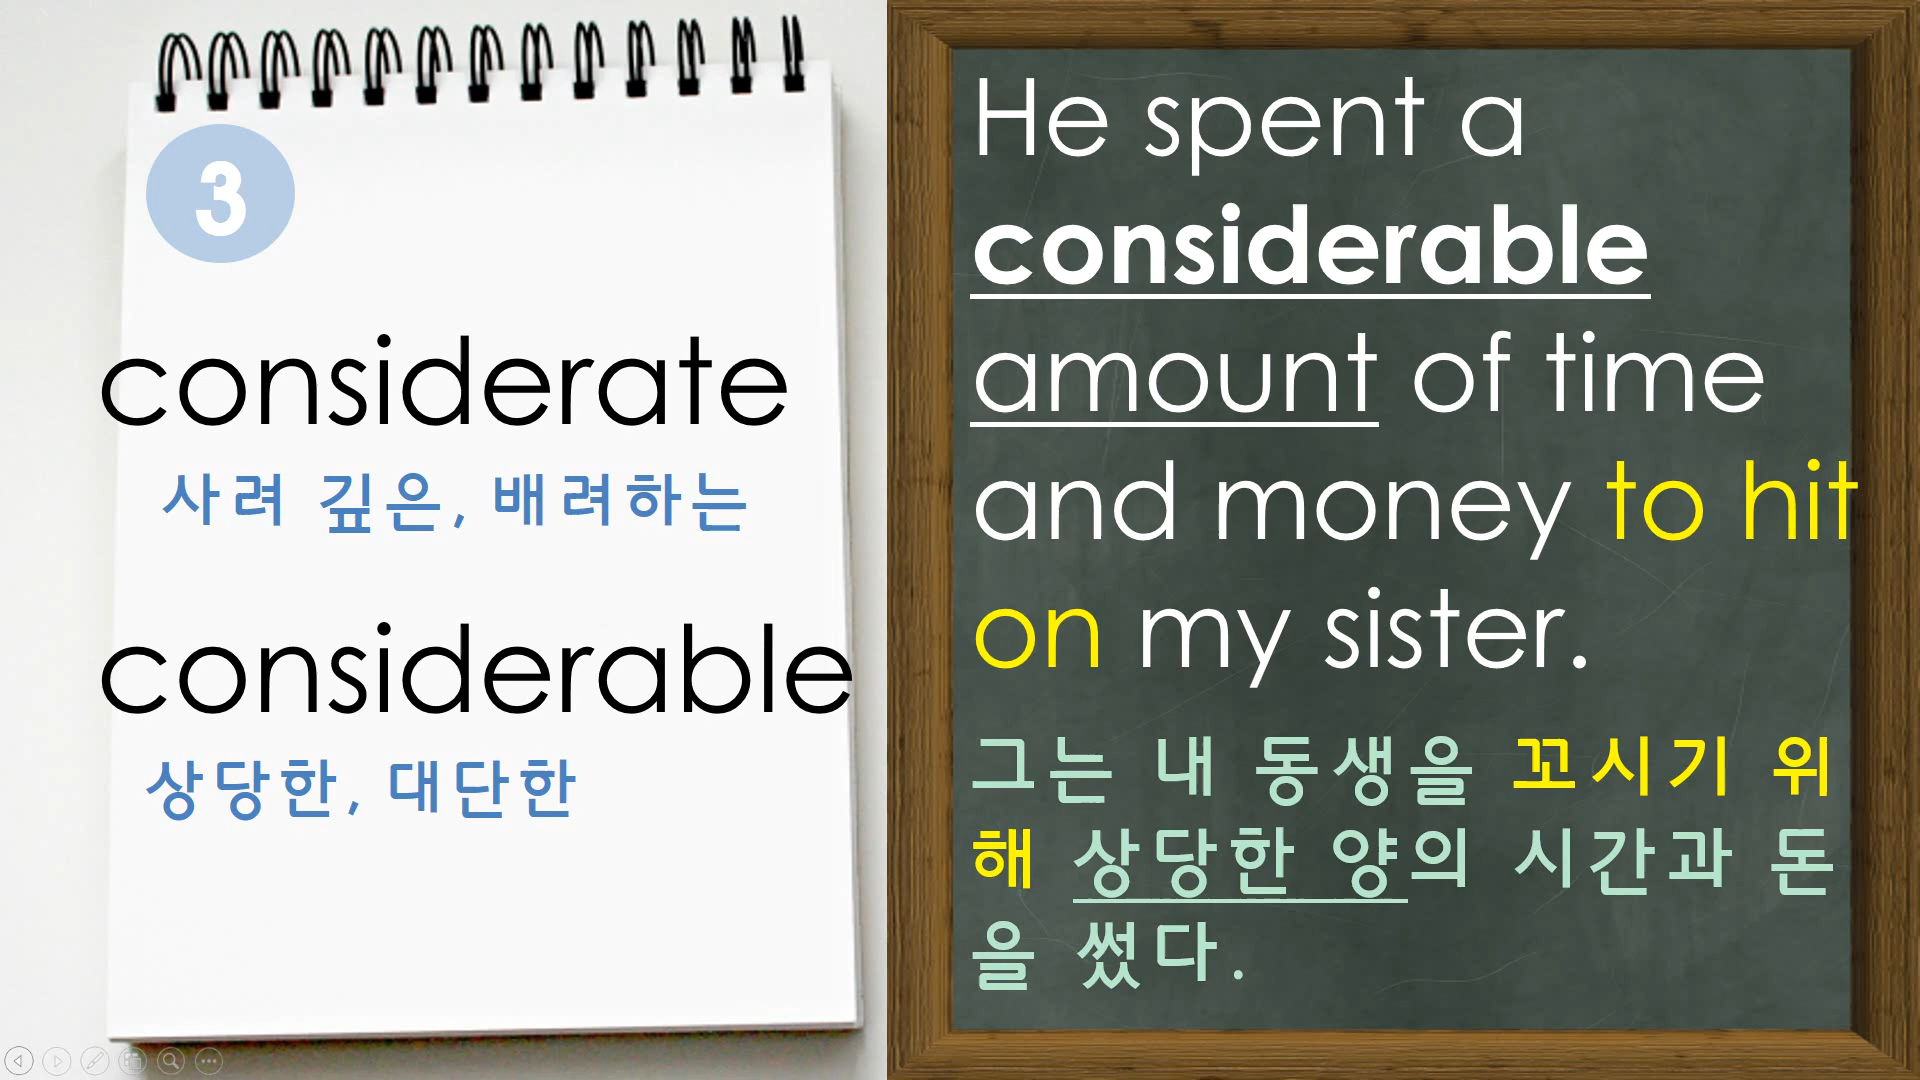 3
considerate
사려 깊은, 배려하는
considerable
상당한, 대단한
He spent a
considerable
amount of time
and money to hit
on my sister.
그는 내 동생을 꼬시기 위
해 상당한 양의 시간과 돈
을 썼다.